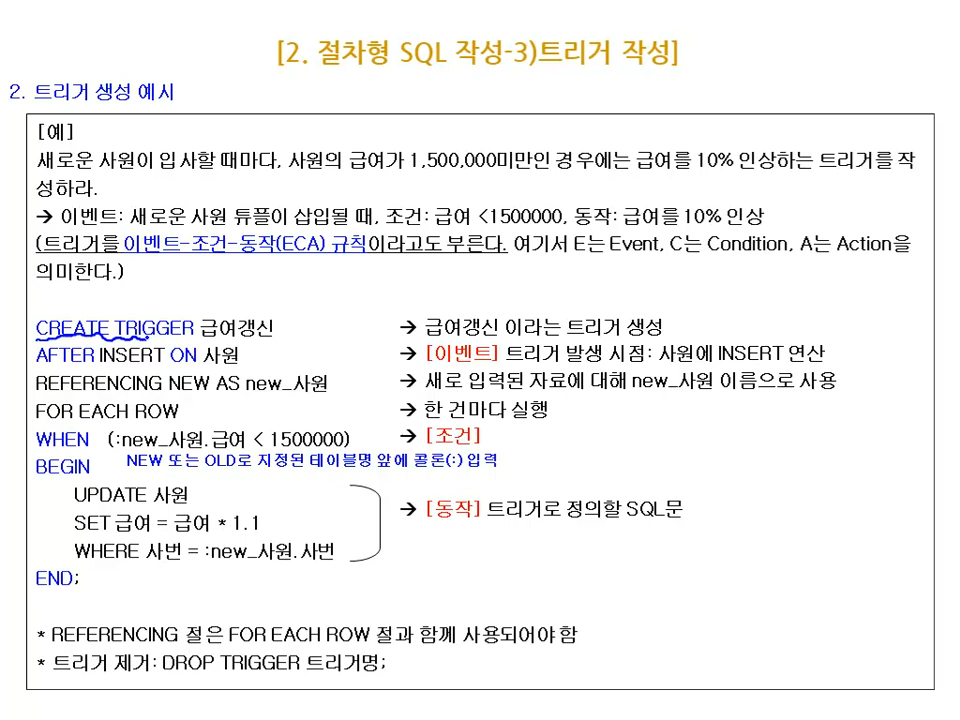 [2. 절차형 SQL 작성-3)트리거 작성]
2. 트리거 생성 예시
[예]
새로운 사원이 입사할 때마다, 사원의 급여가 1,500,000미만인 경우에는 급여를 10% 인상하는 트리거를 작
성하라.
→ 이벤트: 새로운 사원 튜플이 삽입될 때, 조건: 급여 <1500000, 동작: 급여를 10% 인상
(트리거를 이벤트-조건-동작(ECA) 규칙이라고도 부른다. 여기서 E는 Event, C는 Condition, A는 Action을
의미한다.)
CREATE TRIGGER 급여갱신 → 급여갱신 이라는 트리거 생성
AFTER INSERT ON 사원 → [이벤트] 트리거 발생 시점: 사원에 INSERT 연산
REFERENCING NEW AS new_사원 → 새로 입력된 자료에 대해 new_사원 이름으로 사용
FOR EACH ROW → 한 건마다 실행
WHEN (:new_사원.급여 < 1500000) → [조건]
BEGIN NEW 또는 OLD로 지정된 테이블명 앞에 콜론(:) 입력
UPDATE 사원
SET 급여 = 급여 * 1.1 → [동작] 트리거로 정의할 SQL문
WHERE 사번 = :new_사원.사번
END;
* REFERENCING 절은 FOR EACH ROW 절과 함께 사용되어야 함
* 트리거 제거: DROP TRIGGER 트리거명;